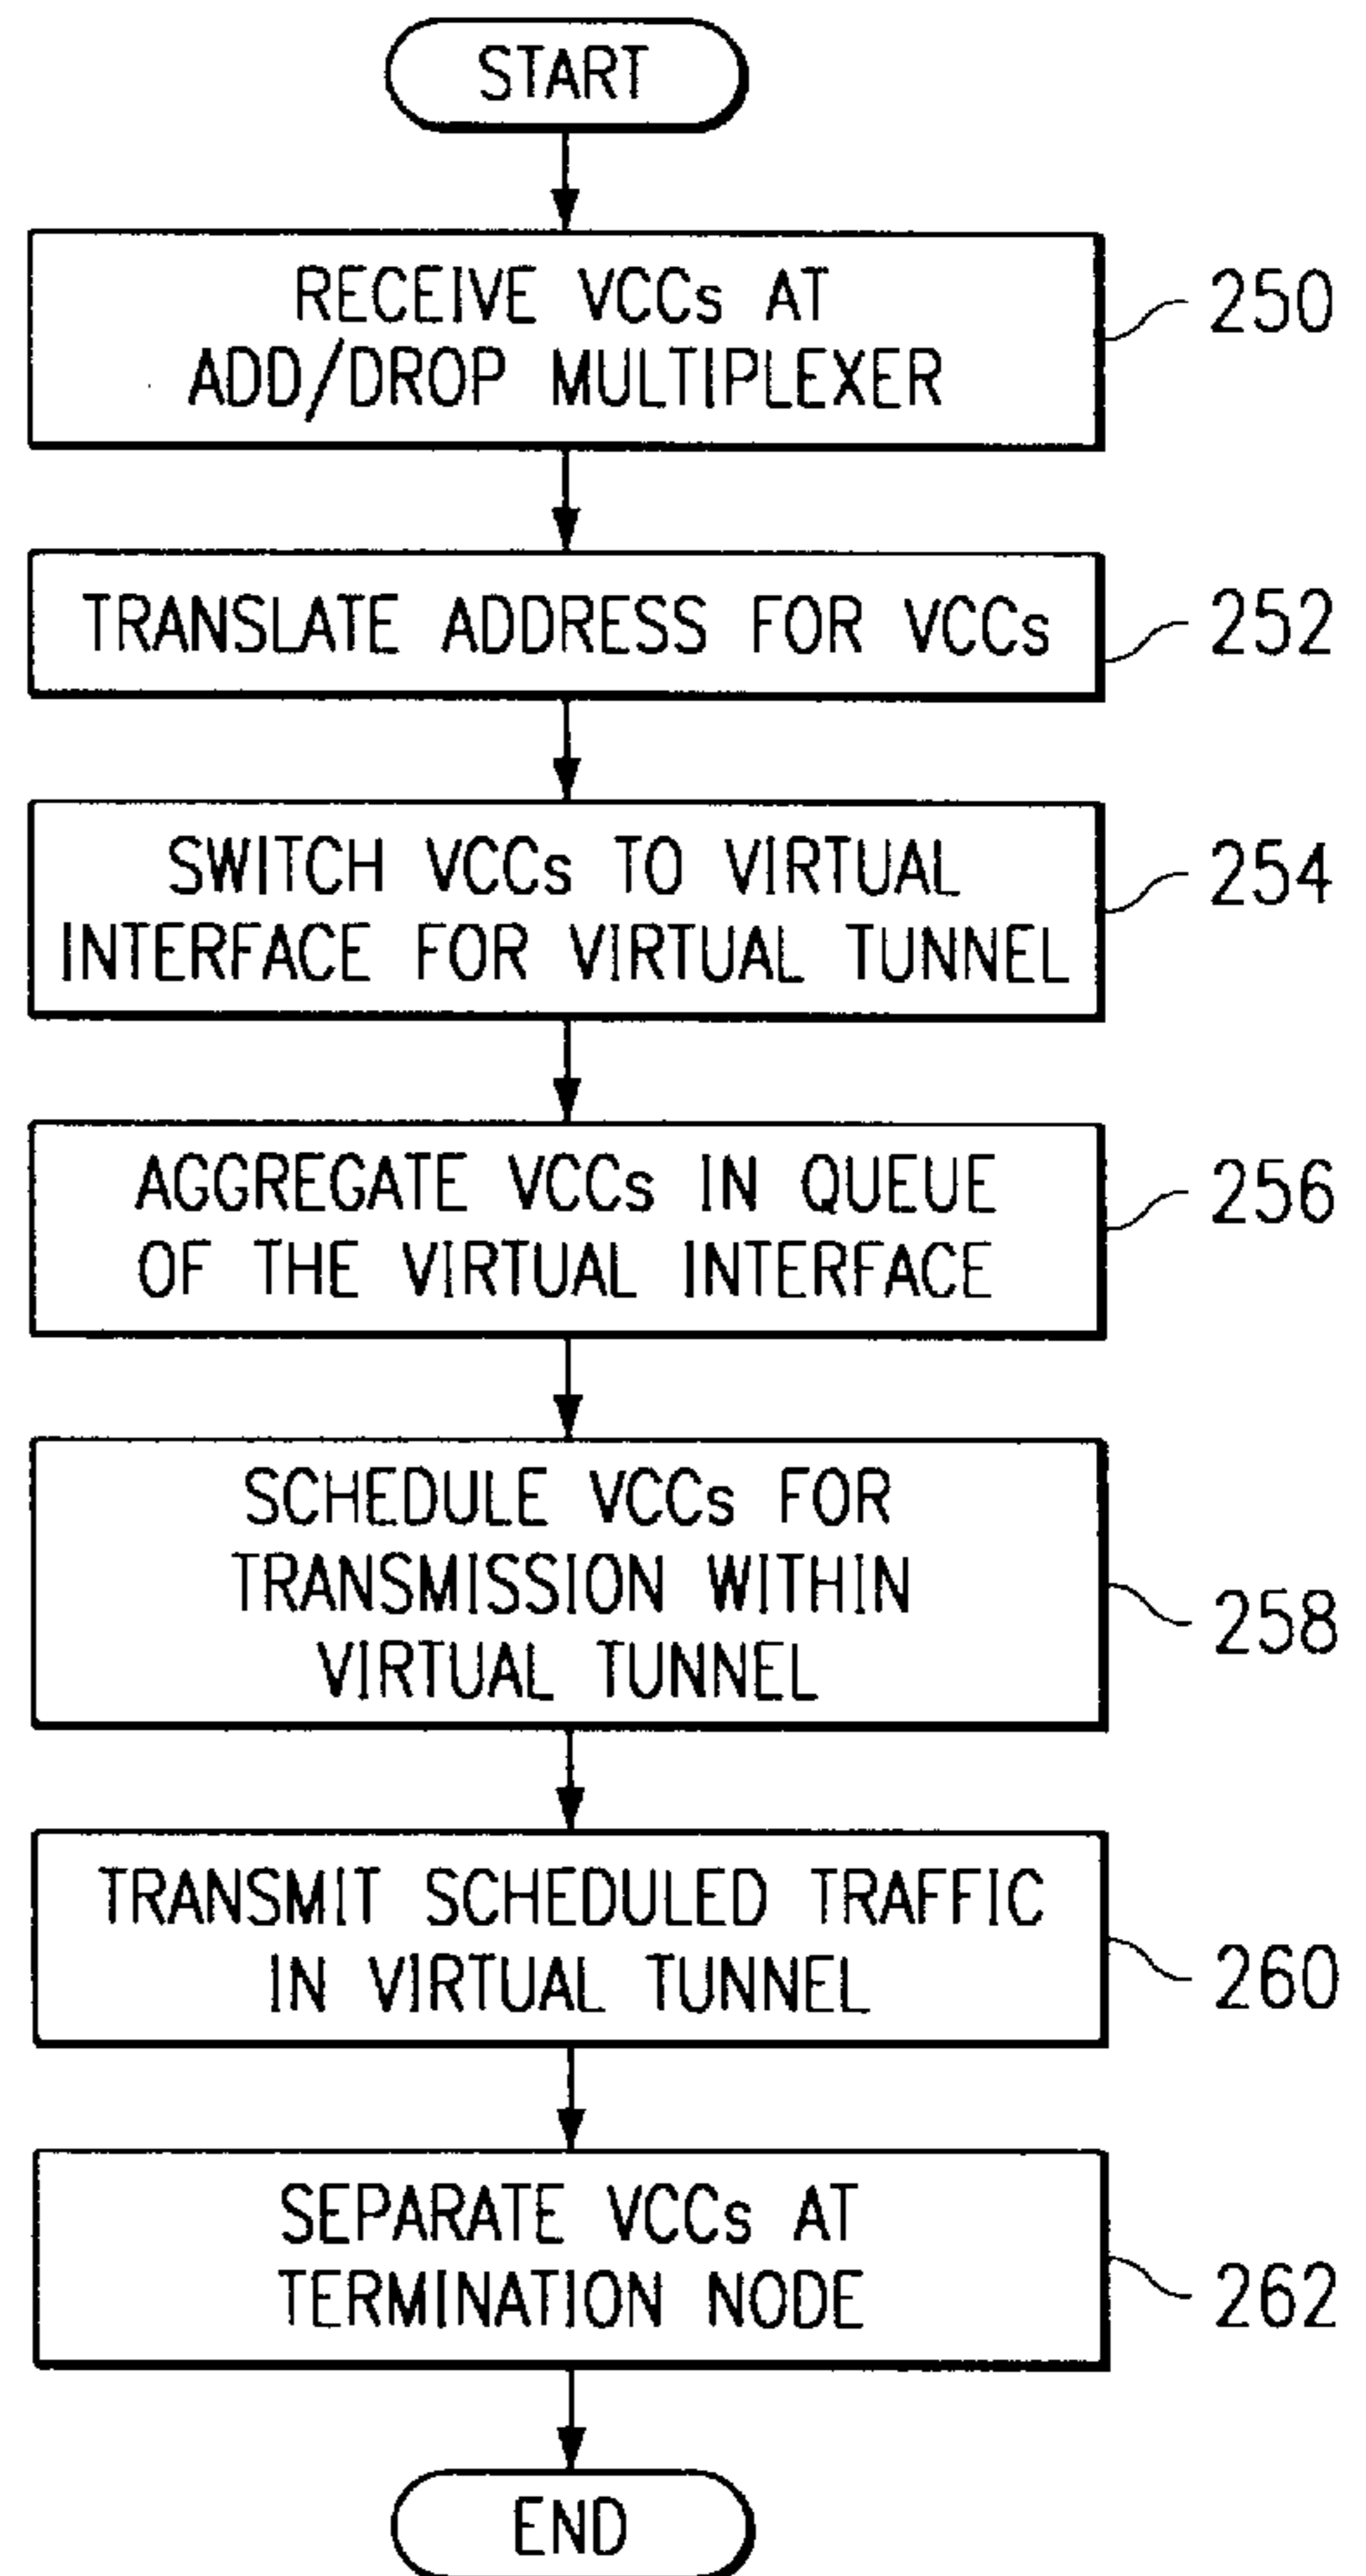 START
RECEIVE VCCs AT
ADD/DROP MULTIPLEXER
250
TRANSLATE ADDRESS FOR VCCs
252
SWITCH VCCs TO VIRTUAL
INTERFACE FOR VIRTUAL TUNNEL
254
AGGREGATE VCCs IN QUEUE
OF THE VIRTUAL INTERFACE
256
SCHEDULE VCCs FOR
TRANSMISSION WITHIN
VIRTUAL TUNNEL
258
TRANSMIT SCHEDULED TRAFFIC
IN VIRTUAL TUNNEL
260
SEPARATE VCCs AT
TERMINATION NODE
262
END